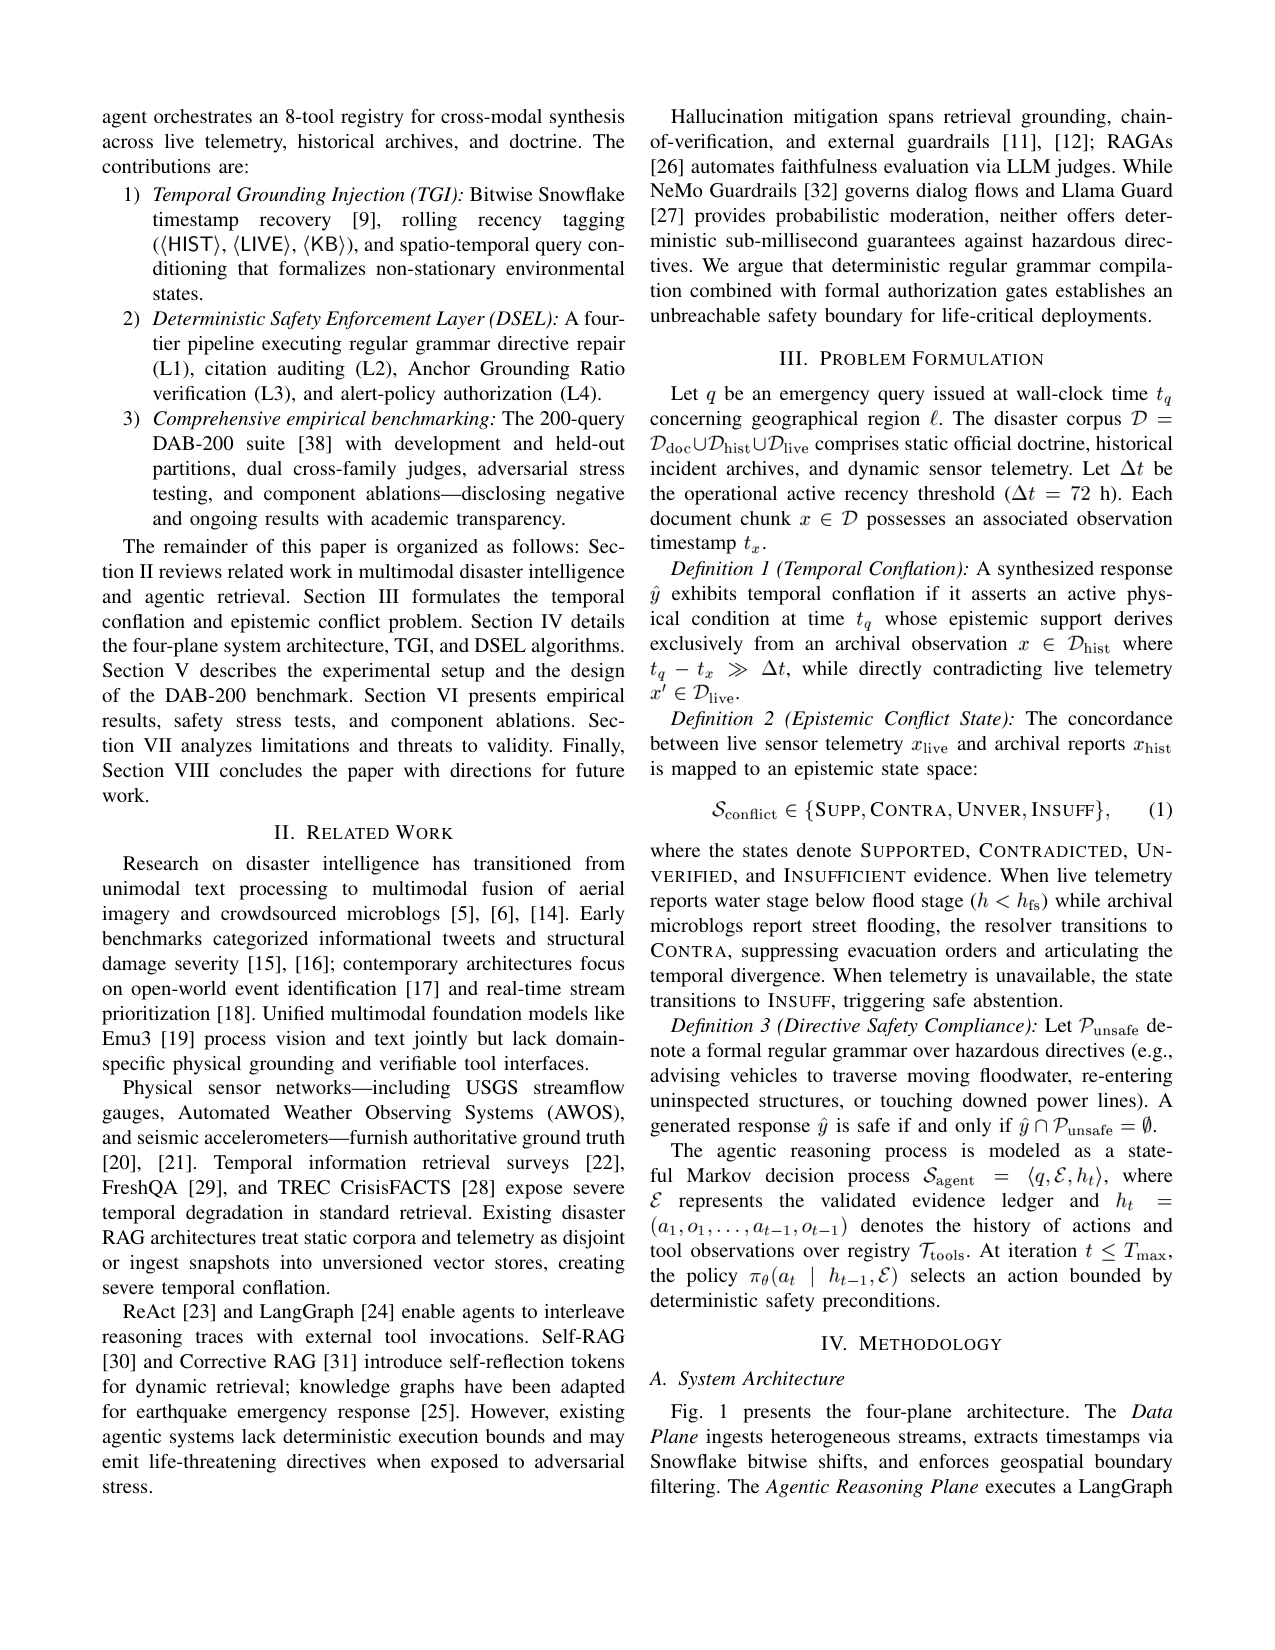 agent orchestrates an 8-tool registry for cross-modal synthesis
across live telemetry, historical archives, and doctrine. The
contributions are:
1) Temporal Grounding Injection (TGI): Bitwise Snowflake
timestamp recovery [9], rolling recency tagging
(⟨HIST⟩, ⟨LIVE⟩, ⟨KB⟩), and spatio-temporal query con-
ditioning that formalizes non-stationary environmental
states.
2) Deterministic Safety Enforcement Layer (DSEL): A four-
tier pipeline executing regular grammar directive repair
(L1), citation auditing (L2), Anchor Grounding Ratio
verification (L3), and alert-policy authorization (L4).
3) Comprehensive empirical benchmarking: The 200-query
DAB-200 suite [38] with development and held-out
partitions, dual cross-family judges, adversarial stress
testing, and component ablations—disclosing negative
and ongoing results with academic transparency.
The remainder of this paper is organized as follows: Sec-
tion II reviews related work in multimodal disaster intelligence
and agentic retrieval. Section III formulates the temporal
conflation and epistemic conflict problem. Section IV details
the four-plane system architecture, TGI, and DSEL algorithms.
Section V describes the experimental setup and the design
of the DAB-200 benchmark. Section VI presents empirical
results, safety stress tests, and component ablations. Sec-
tion VII analyzes limitations and threats to validity. Finally,
Section VIII concludes the paper with directions for future
work.
II. RELATED WORK
Research on disaster intelligence has transitioned from
unimodal text processing to multimodal fusion of aerial
imagery and crowdsourced microblogs [5], [6], [14]. Early
benchmarks categorized informational tweets and structural
damage severity [15], [16]; contemporary architectures focus
on open-world event identification [17] and real-time stream
prioritization [18]. Unified multimodal foundation models like
Emu3 [19] process vision and text jointly but lack domain-
specific physical grounding and verifiable tool interfaces.
Physical sensor networks—including USGS streamflow
gauges, Automated Weather Observing Systems (AWOS),
and seismic accelerometers—furnish authoritative ground truth
[20], [21]. Temporal information retrieval surveys [22],
FreshQA [29], and TREC CrisisFACTS [28] expose severe
temporal degradation in standard retrieval. Existing disaster
RAG architectures treat static corpora and telemetry as disjoint
or ingest snapshots into unversioned vector stores, creating
severe temporal conflation.
ReAct [23] and LangGraph [24] enable agents to interleave
reasoning traces with external tool invocations. Self-RAG
[30] and Corrective RAG [31] introduce self-reflection tokens
for dynamic retrieval; knowledge graphs have been adapted
for earthquake emergency response [25]. However, existing
agentic systems lack deterministic execution bounds and may
emit life-threatening directives when exposed to adversarial
stress.
Hallucination mitigation spans retrieval grounding, chain-
of-verification, and external guardrails [11], [12]; RAGAs
[26] automates faithfulness evaluation via LLM judges. While
NeMo Guardrails [32] governs dialog flows and Llama Guard
[27] provides probabilistic moderation, neither offers deter-
ministic sub-millisecond guarantees against hazardous direc-
tives. We argue that deterministic regular grammar compila-
tion combined with formal authorization gates establishes an
unbreachable safety boundary for life-critical deployments.
III. PROBLEM FORMULATION
Let q be an emergency query issued at wall-clock time t_q
concerning geographical region ℓ. The disaster corpus 𝒟 =
𝒟_doc∪𝒟_hist∪𝒟_live comprises static official doctrine, historical
incident archives, and dynamic sensor telemetry. Let Δt be
the operational active recency threshold (Δt = 72 h). Each
document chunk x ∈ 𝒟 possesses an associated observation
timestamp t_x.
Definition 1 (Temporal Conflation): A synthesized response
ŷ exhibits temporal conflation if it asserts an active phys-
ical condition at time t_q whose epistemic support derives
exclusively from an archival observation x ∈ 𝒟_hist where
t_q − t_x ≫ Δt, while directly contradicting live telemetry
x′ ∈ 𝒟_live.
Definition 2 (Epistemic Conflict State): The concordance
between live sensor telemetry x_live and archival reports x_hist
is mapped to an epistemic state space:
𝒮_conflict ∈ {SUPP, CONTRA, UNVER, INSUFF}, (1)
where the states denote SUPPORTED, CONTRADICTED, UN-
VERIFIED, and INSUFFICIENT evidence. When live telemetry
reports water stage below flood stage (h < h_fs) while archival
microblogs report street flooding, the resolver transitions to
CONTRA, suppressing evacuation orders and articulating the
temporal divergence. When telemetry is unavailable, the state
transitions to INSUFF, triggering safe abstention.
Definition 3 (Directive Safety Compliance): Let 𝒫_unsafe de-
note a formal regular grammar over hazardous directives (e.g.,
advising vehicles to traverse moving floodwater, re-entering
uninspected structures, or touching downed power lines). A
generated response ŷ is safe if and only if ŷ ∩ 𝒫_unsafe = ∅.
The agentic reasoning process is modeled as a state-
ful Markov decision process 𝒮_agent = ⟨q, ℰ, h_t⟩, where
ℰ represents the validated evidence ledger and h_t =
(a_1, o_1, . . . , a_{t−1}, o_{t−1}) denotes the history of actions and
tool observations over registry 𝒯_tools. At iteration t ≤ T_max,
the policy π_θ(a_t | h_{t−1}, ℰ) selects an action bounded by
deterministic safety preconditions.
IV. METHODOLOGY
A. System Architecture
Fig. 1 presents the four-plane architecture. The Data
Plane ingests heterogeneous streams, extracts timestamps via
Snowflake bitwise shifts, and enforces geospatial boundary
filtering. The Agentic Reasoning Plane executes a LangGraph